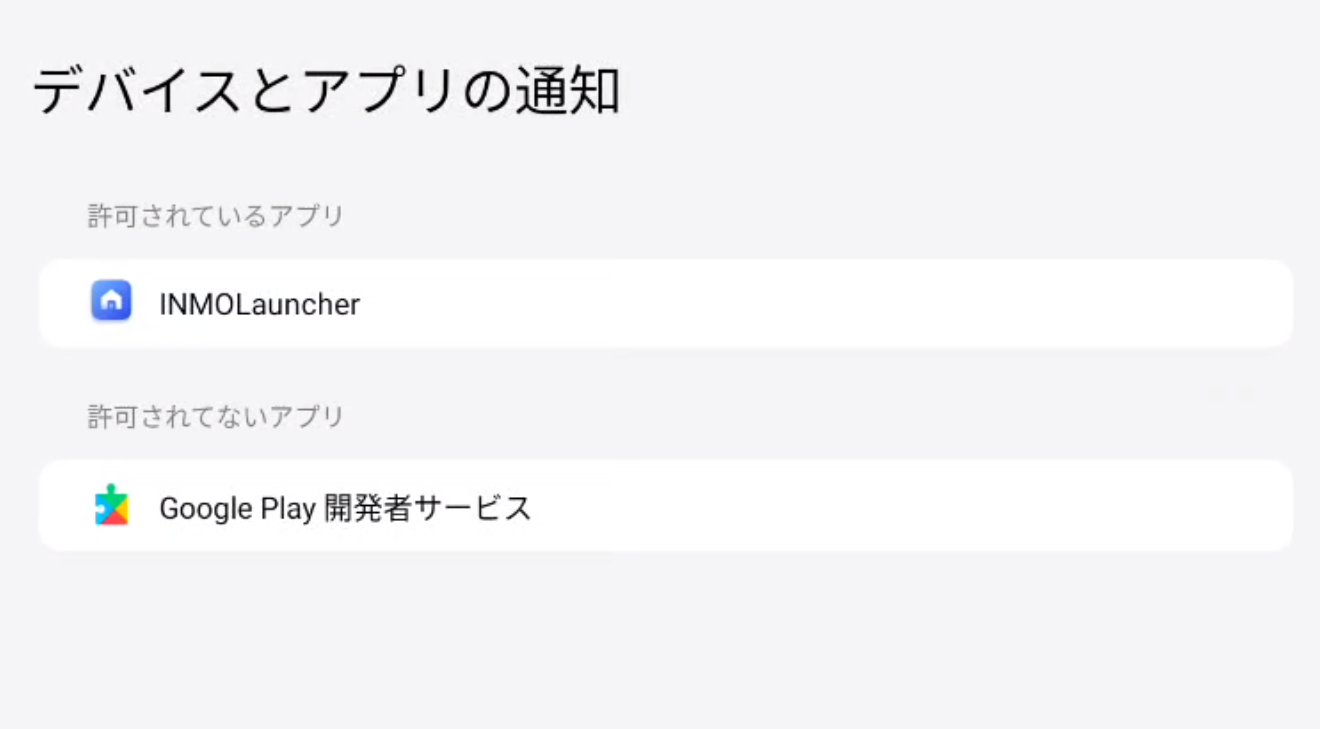 デバイスとアプリの通知
許可されているアプリ
INMOLauncher
許可されてないアプリ
Google Play 開発者サービス